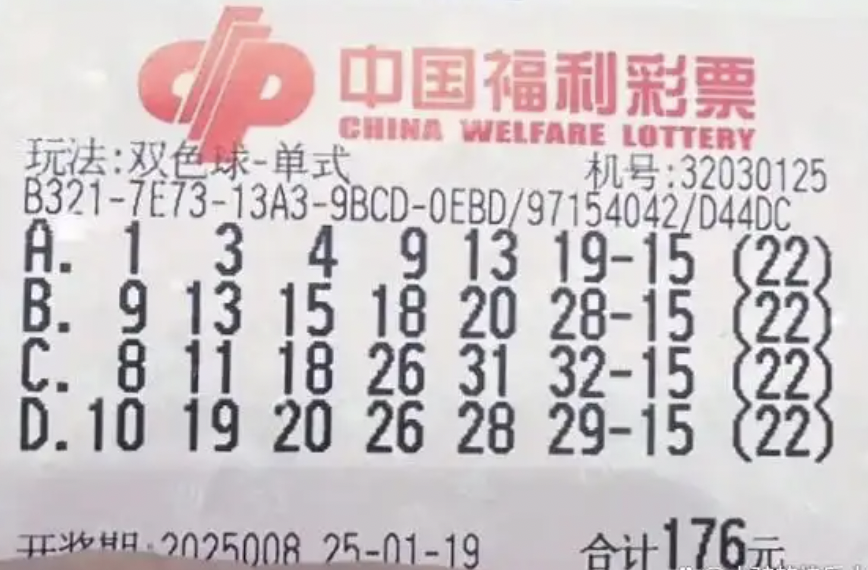 中国福利彩票
CHINA WELFARE LOTTERY
玩法:双色球-单式 机号:32030125
B321-7E73-13A3-9BCD-0EBD/97154042/D44DC
A. 1 3 4 9 13 19-15 (22)
B. 9 13 15 18 20 28-15 (22)
C. 8 11 18 26 31 32-15 (22)
D. 10 19 20 26 28 29-15 (22)
开奖期:2025008 25-01-19 合计176元